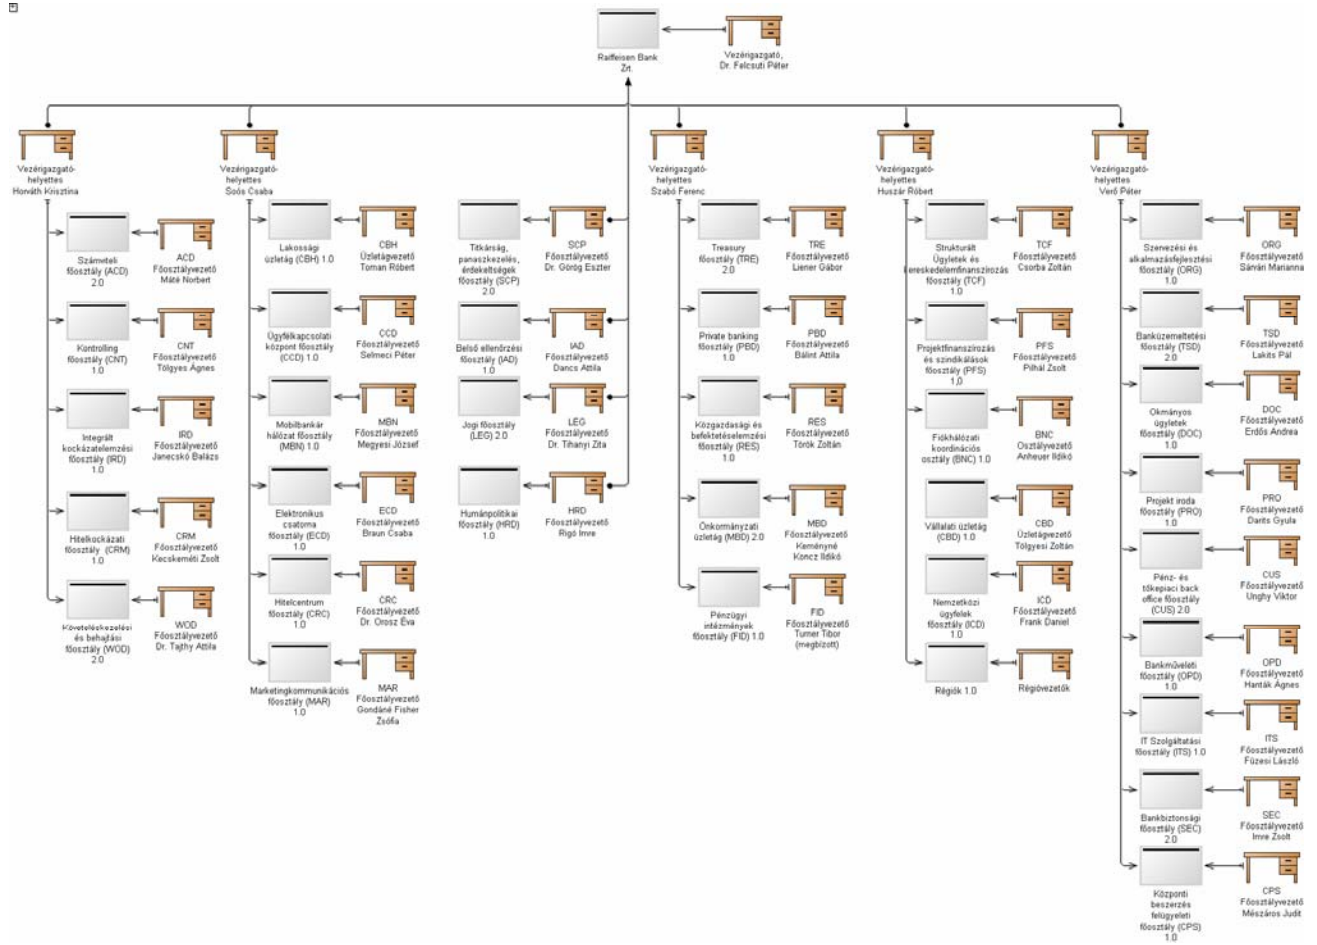 Raiffeisen Bank
Zrt.
Vezérigazgató,
Dr. Felcsuti Péter
Vezérigazgató-
helyettes
Horváth Krisztina
Számviteli
főosztály (ACD)
2.0
ACD
Főosztályvezető
Máté Norbert
Kontrolling
főosztály (CNT)
1.0
CNT
Főosztályvezető
Tölgyes Ágnes
Integrált
kockázatelemzési
főosztály (IRD)
1.0
IRD
Főosztályvezető
Janecskó Balázs
Hitelkockázati
főosztály (CRM)
1.0
CRM
Főosztályvezető
Kecskeméti Zsolt
Követeléskezelési
és behajtási
főosztály (WOD)
2.0
WOD
Főosztályvezető
Dr. Tajthy Attila
Vezérigazgató-
helyettes
Soós Csaba
Lakossági
üzletág (CBH) 1.0
CBH
Üzletágvezető
Toman Róbert
Ügyfélkapcsolati
központ főosztály
(CCD) 1.0
CCD
Főosztályvezető
Selmeci Péter
Mobilbankár
hálózat főosztály
(MBN) 1.0
MBN
Főosztályvezető
Megyesi József
Elektronikus
csatorna
főosztály (ECD)
1.0
ECD
Főosztályvezető
Braun Csaba
Hitelcentrum
főosztály (CRC)
1.0
CRC
Főosztályvezető
Dr. Orosz Éva
Marketingkommunikációs
főosztály (MAR)
1.0
MAR
Főosztályvezető
Gondáné Fisher
Zsófia
Titkárság,
panaszkezelés,
érdekeltségek
főosztály (SCP)
2.0
SCP
Főosztályvezető
Dr. Görög Eszter
Belső ellenőrzési
főosztály (IAD)
1.0
IAD
Főosztályvezető
Dancs Attila
Jogi főosztály
(LEG) 2.0
LEG
Főosztályvezető
Dr. Tihanyi Zita
Humánpolitikai
főosztály (HRD)
1.0
HRD
Főosztályvezető
Rigó Imre
Vezérigazgató-
helyettes
Szabó Ferenc
Treasury
főosztály (TRE)
2.0
TRE
Főosztályvezető
Liener Gábor
Private banking
főosztály (PBD)
1.0
PBD
Főosztályvezető
Bálint Attila
Közgazdasági és
befektetéselemzési
főosztály (RES)
1.0
RES
Főosztályvezető
Török Zoltán
Önkormányzati
üzletág (MBD) 2.0
MBD
Főosztályvezető
Keményné
Koncz Ildikó
Pénzügyi
intézmények
főosztály (FID) 1.0
FID
Főosztályvezető
Turner Tibor
(megbízott)
Vezérigazgató-
helyettes
Huszár Róbert
Strukturált
Ügyletek és
kereskedelemfinanszírozás
főosztály (TCF)
1.0
TCF
Főosztályvezető
Csorba Zoltán
Projektfinanszírozás
és szindikálások
főosztály (PFS)
1,0
PFS
Főosztályvezető
Pilhál Zsolt
Fiókhálózati
koordinációs
osztály (BNC) 1.0
BNC
Osztályvezető
Anheuer Ildikó
Vállalati üzletág
(CBD) 1.0
CBD
Üzletágvezető
Tölgyesi Zoltán
Nemzetközi
ügyfelek
főosztály (ICD)
1.0
ICD
Főosztályvezető
Frank Daniel
Régiók 1.0
Régióvezetők
Vezérigazgató-
helyettes
Verő Péter
Szervezési és
alkalmazásfejlesztési
főosztály (ORG)
1.0
ORG
Főosztályvezető
Sárvári Marianna
Banküzemeltetési
főosztály (TSD)
2.0
TSD
Főosztályvezető
Lakits Pál
Okmányos
ügyletek
főosztály (DOC)
1.0
DOC
Főosztályvezető
Erdős Andrea
Projekt iroda
(PRO)
1.0
PRO
Főosztályvezető
Darits Gyula
Pénz- és
tőkepiaci back
office főosztály
(CUS) 2.0
CUS
Főosztályvezető
Unghy Viktor
Bankműveleti
főosztály (OPD)
1.0
OPD
Főosztályvezető
Hanták Ágnes
IT Szolgáltatási
főosztály (ITS) 1.0
ITS
Főosztályvezető
Füzesi László
Bankbiztonsági
főosztály (SEC)
2.0
SEC
Főosztályvezető
Imre Zsolt
Központi
beszerzés
felügyeleti
főosztály (CPS)
1.0
CPS
Főosztályvezető
Mészáros Judit